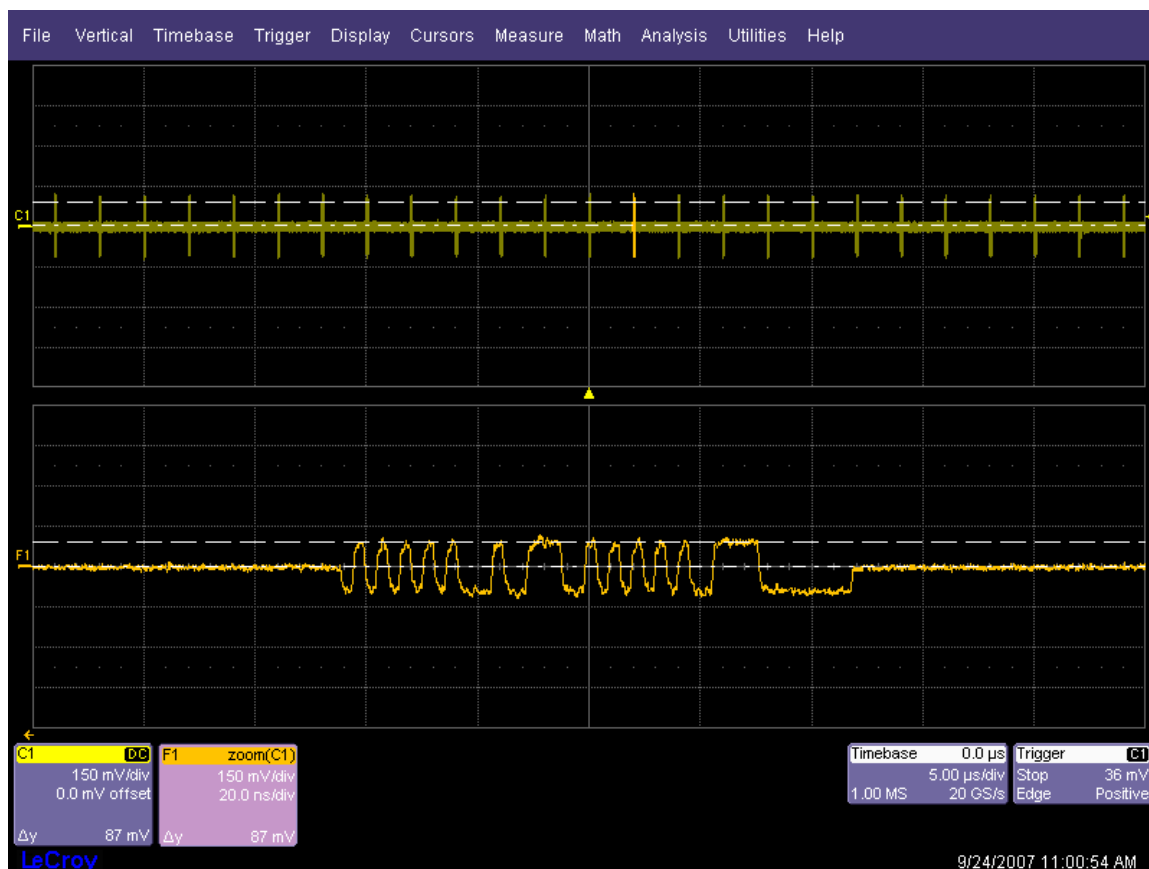 File Vertical Timebase Trigger Display Cursors Measure Math Analysis Utilities Help
C1
F1
C1 DC
150 mV/div
0.0 mV offset
Δy 87 mV
F1 zoom(C1)
150 mV/div
20.0 ns/div
Δy 87 mV
Timebase 0.0 µs
5.00 µs/div
1.00 MS 20 GS/s
Trigger C1
Stop 36 mV
Edge Positive
LeCroy
9/24/2007 11:00:54 AM